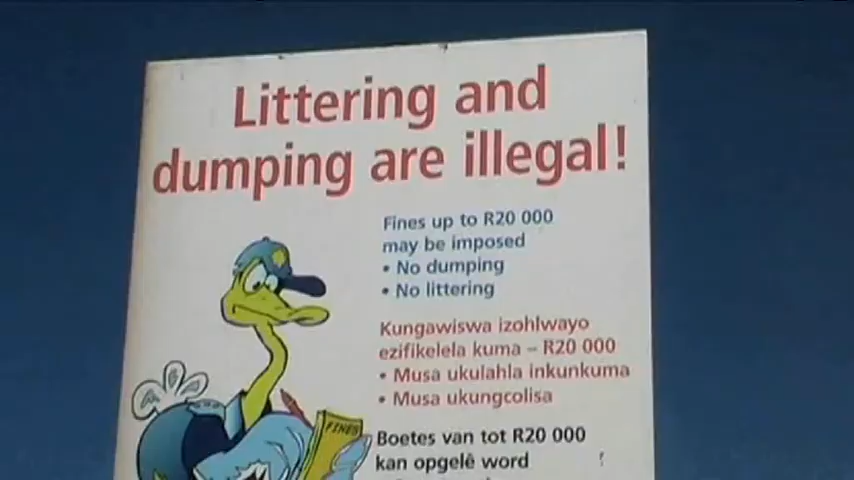 Littering and
dumping are illegal!
Fines up to R20 000
may be imposed
• No dumping
• No littering
Kungawiswa izohlwayo
ezifikelela kuma – R20 000
• Musa ukulahla inkunkuma
• Musa ukungcolisa
FINES
Boetes van tot R20 000
kan opgelê word